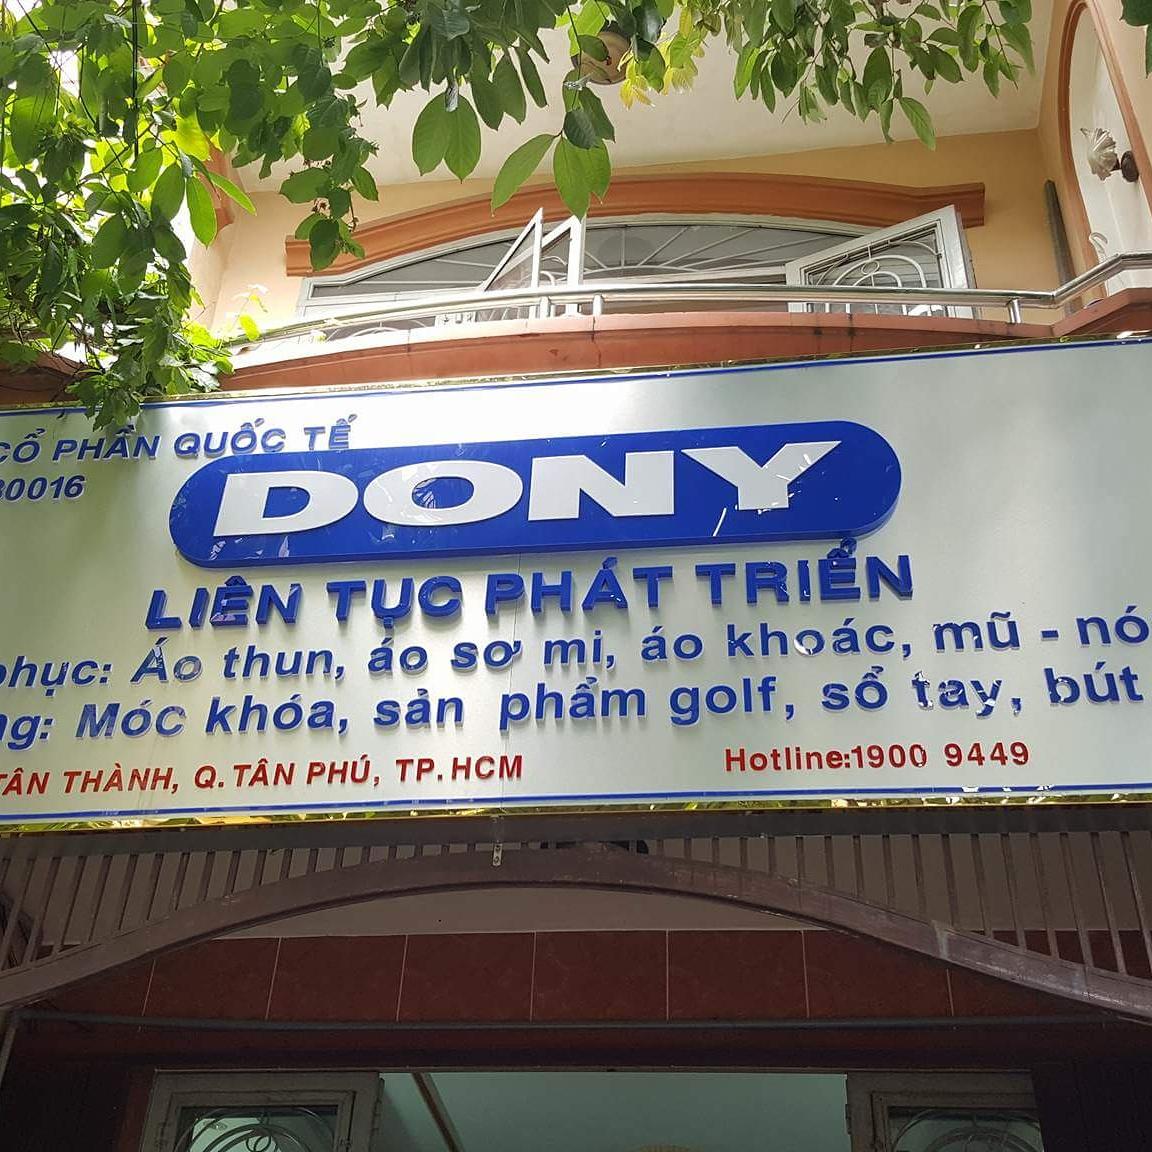 CỔ PHẦN QUỐC TẾ
30016
DONY
LIÊN TỤC PHÁT TRIỂN
phục: Áo thun, áo sơ mi, áo khoác, mũ - nó
ng: Móc khóa, sản phẩm golf, sổ tay, bút
TÂN THÀNH, Q. TÂN PHÚ, TP. HCM
Hotline:1900 9449